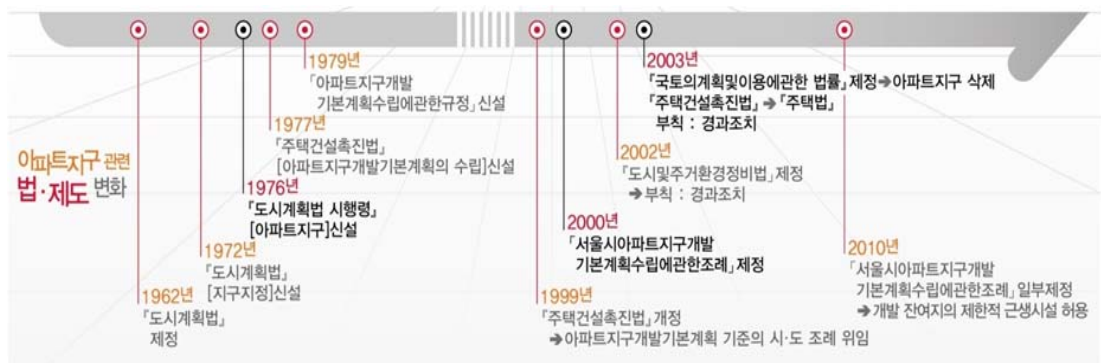 아파트지구 관련
법·제도 변화
1962년
『도시계획법』
제정
1972년
『도시계획법』
[지구지정]신설
1976년
『도시계획법 시행령』
[아파트지구]신설
1977년
『주택건설촉진법』
[아파트지구개발기본계획의 수립]신설
1979년
「아파트지구개발
기본계획수립에관한규정」신설
1999년
『주택건설촉진법』개정
➔아파트지구개발기본계획 기준의 시·도 조례 위임
2000년
「서울시아파트지구개발
기본계획수립에관한조례」제정
2002년
『도시및주거환경정비법』제정
➔부칙 : 경과조치
2003년
『국토의계획및이용에관한 법률』제정➔아파트지구 삭제
『주택건설촉진법』➔『주택법』
부칙 : 경과조치
2010년
「서울시아파트지구개발
기본계획수립에관한조례」일부제정
➔개발 잔여지의 제한적 근생시설 허용